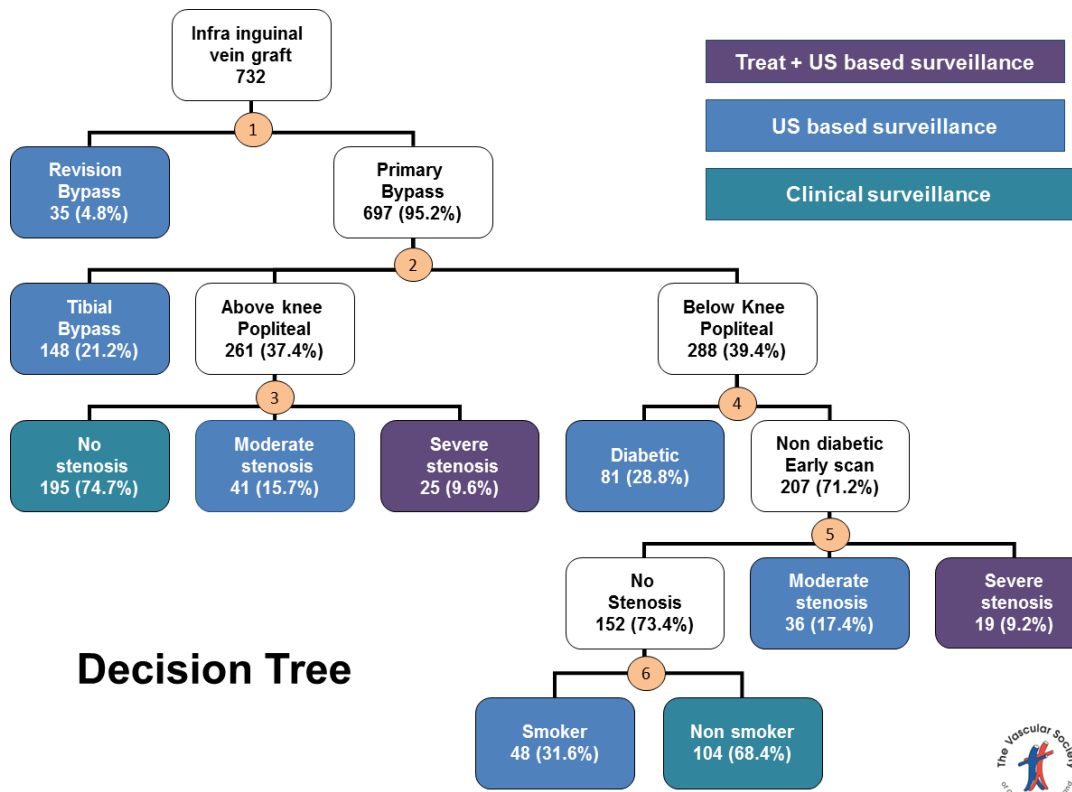 Infra inguinal
vein graft
732
Treat + US based surveillance
US based surveillance
Clinical surveillance
1
Revision
Bypass
35 (4.8%)
Primary
Bypass
697 (95.2%)
2
Tibial
Bypass
148 (21.2%)
Above knee
Popliteal
261 (37.4%)
Below Knee
Popliteal
288 (39.4%)
3
4
No
stenosis
195 (74.7%)
Moderate
stenosis
41 (15.7%)
Severe
stenosis
25 (9.6%)
Diabetic
81 (28.8%)
Non diabetic
Early scan
207 (71.2%)
5
No
Stenosis
152 (73.4%)
Moderate
stenosis
36 (17.4%)
Severe
stenosis
19 (9.2%)
Decision Tree
6
Smoker
48 (31.6%)
Non smoker
104 (68.4%)
The Vascular Society
of